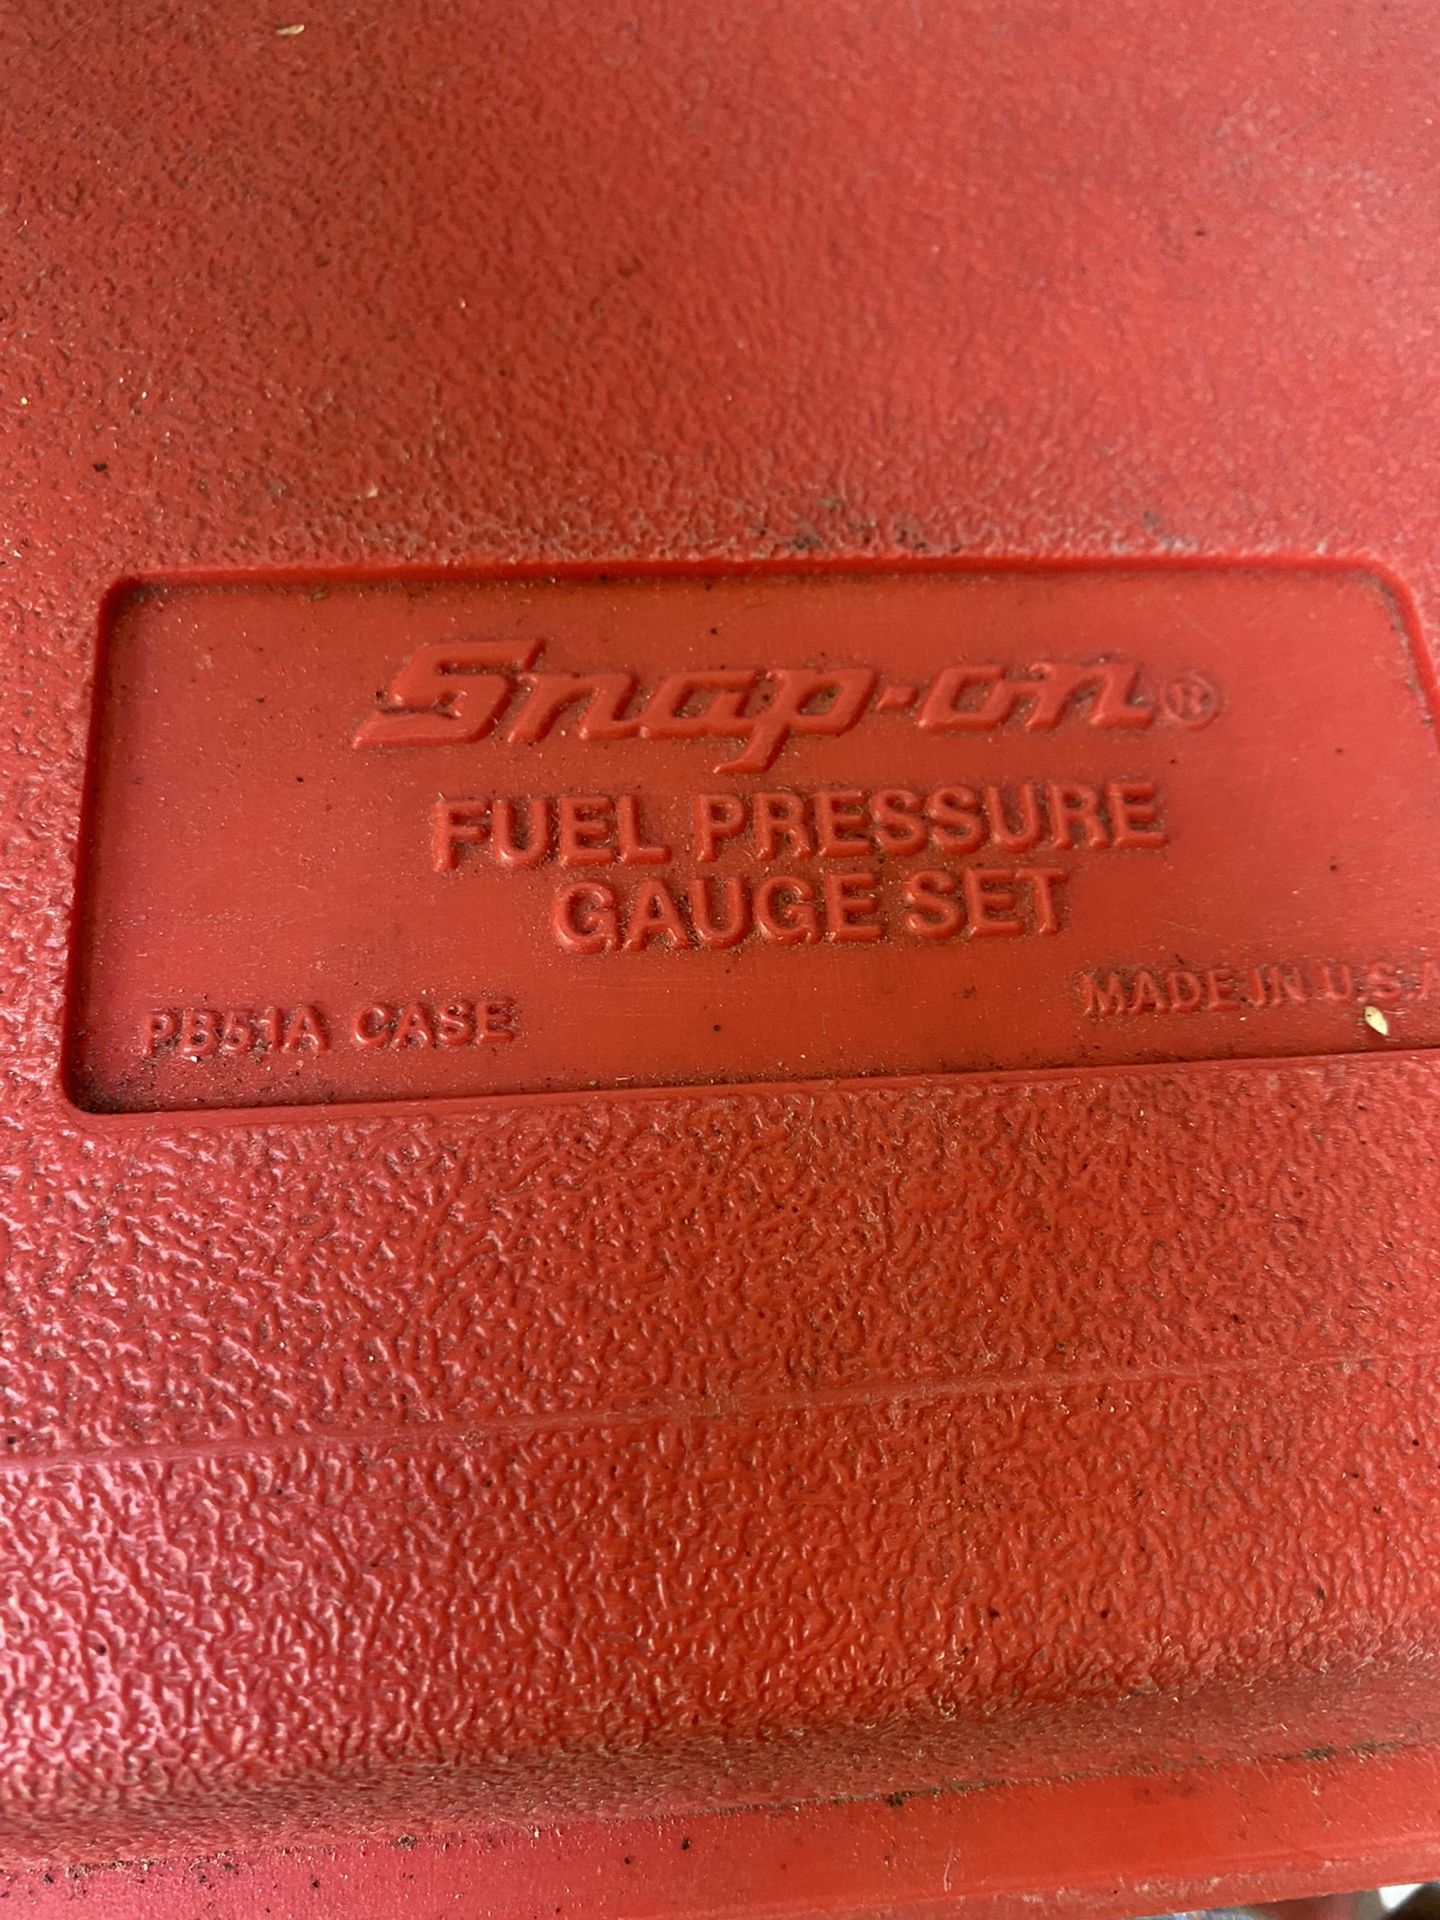 Snap-on®
FUEL PRESSURE
GAUGE SET
PB51A CASE
MADE IN U.S.A